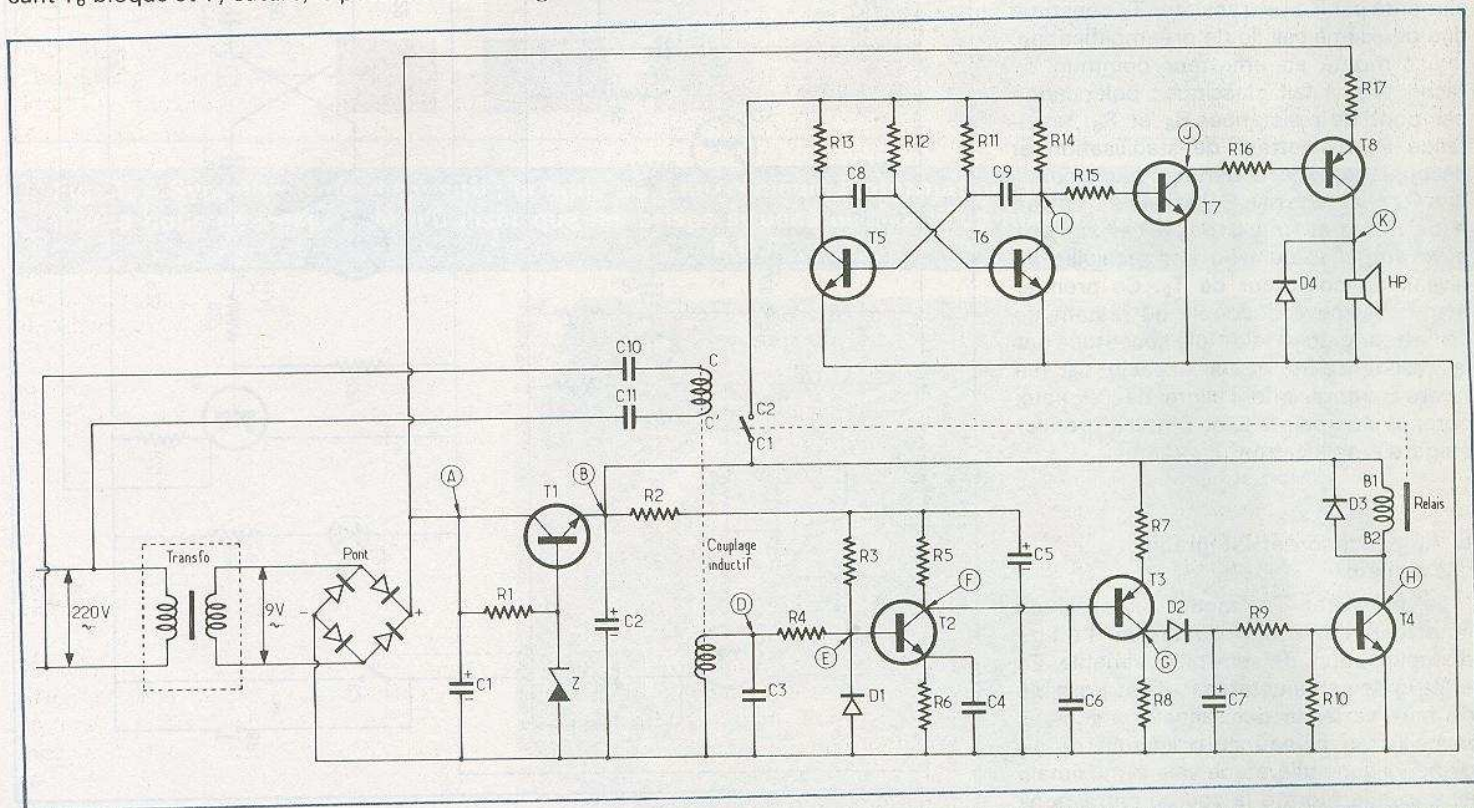 bloqué et
R17
R13
R12
R11
R14
J
R16
T8
C8
C9
R15
I
T7
K
T5
T6
D4
HP
C10
C
C11
C'
C2
C1
A
B
T1
R2
B1
D3
Relais
B2
R7
Transfo
Pont
Couplage
inductif
R3
R5
C5
F
T3
H
220V
~
9V
~
-
+
R1
D
R4
T2
D2
R9
T4
E
G
C2
+
-
Z
C1
+
-
C3
D1
R6
C4
C6
R8
C7
+
-
R10